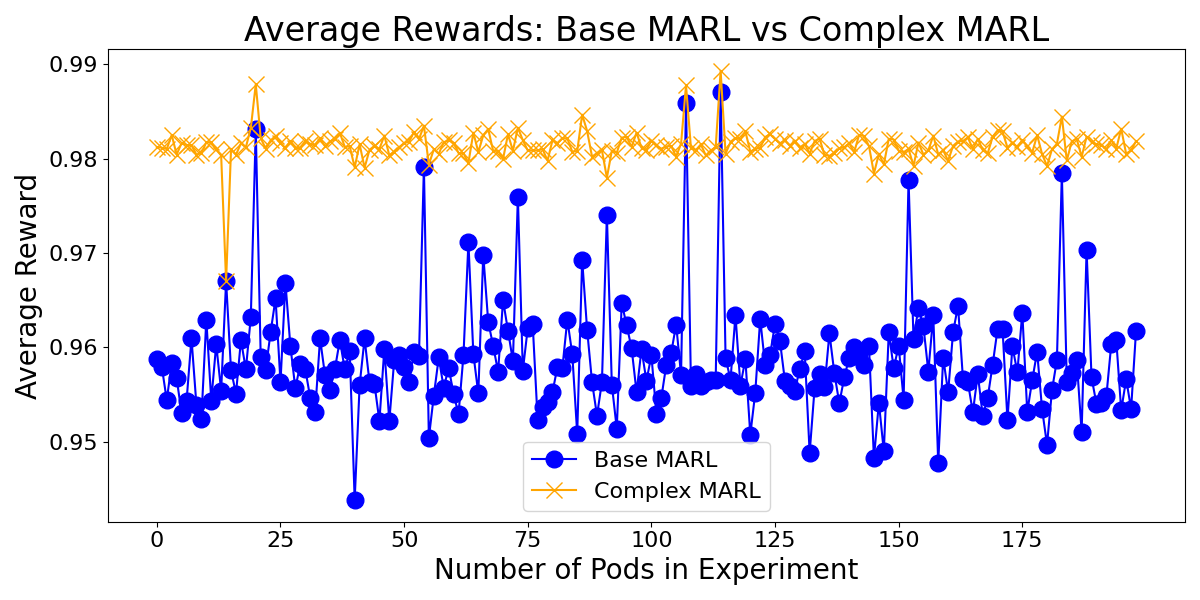 Average Rewards: Base MARL vs Complex MARL
Average Reward
0.99
0.98
0.97
0.96
0.95
Base MARL
Complex MARL
0 25 50 75 100 125 150 175
Number of Pods in Experiment